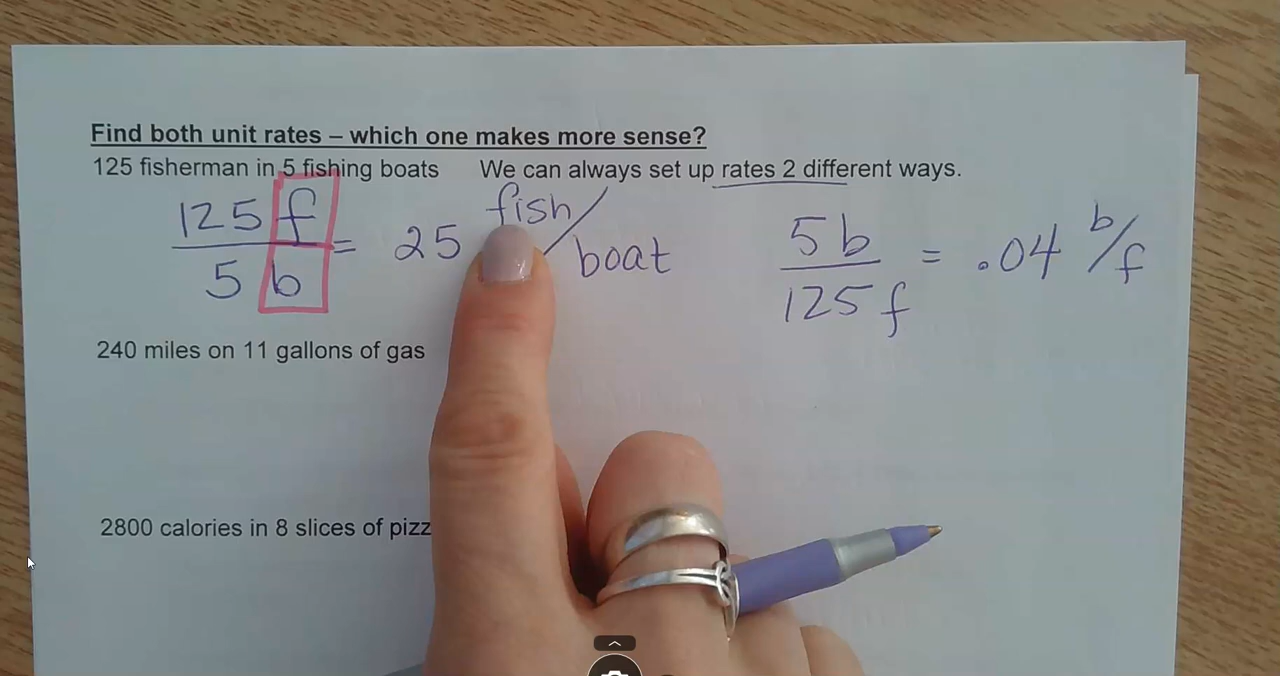 Find both unit rates – which one makes more sense?
125 fisherman in 5 fishing boats We can always set up rates 2 different ways.
125 f / 5 b = 25 fish/boat
5 b / 125 f = .04 b/f
240 miles on 11 gallons of gas
2800 calories in 8 slices of pizz